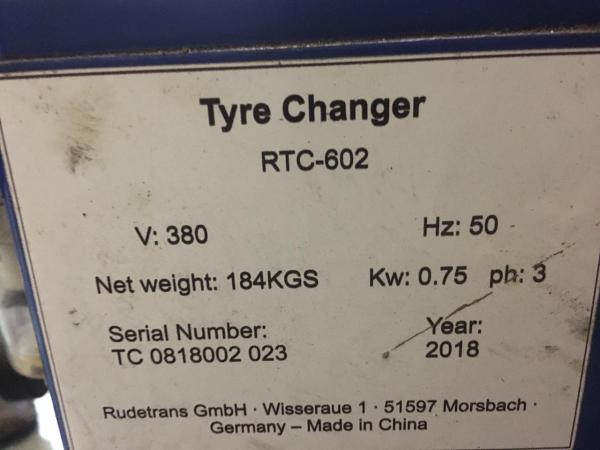 Tyre Changer
RTC-602
V: 380 Hz: 50
Net weight: 184KGS Kw: 0.75 ph: 3
Serial Number: Year:
TC 0818002 023 2018
Rudetrans GmbH · Wisseraue 1 · 51597 Morsbach ·
Germany – Made in China